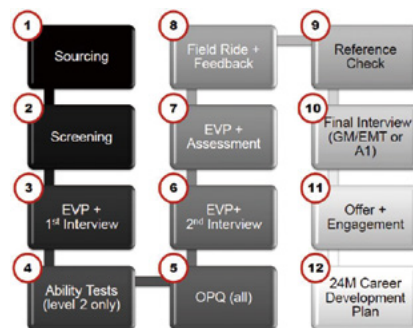 1
Sourcing
2
Screening
3
EVP +
1st Interview
4
Ability Tests
(level 2 only)
5
OPQ (all)
6
EVP+
2nd Interview
7
EVP +
Assessment
8
Field Ride +
Feedback
9
Reference
Check
10
Final Interview
(GM/EMT or
A1)
11
Offer +
Engagement
12
24M Career
Development
Plan